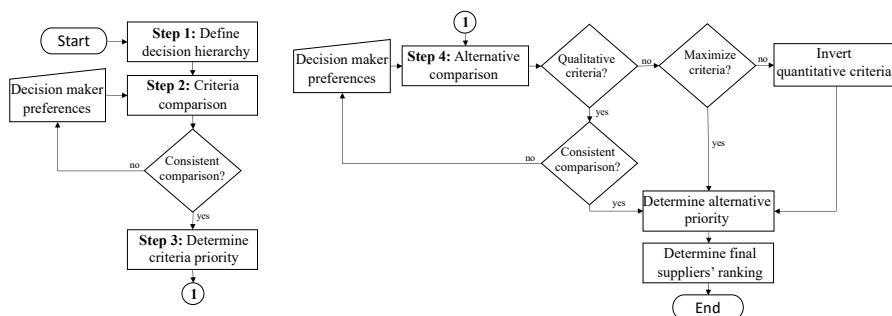 Start
Step 1: Define
decision hierarchy
Decision maker
preferences
Step 2: Criteria
comparison
no
Consistent
comparison?
yes
Step 3: Determine
criteria priority
1
1
Decision maker
preferences
Step 4: Alternative
comparison
Qualitative
criteria?
no
Maximize
criteria?
no
Invert
quantitative criteria
yes
no
Consistent
comparison?
yes
yes
Determine alternative
priority
Determine final
suppliers' ranking
End